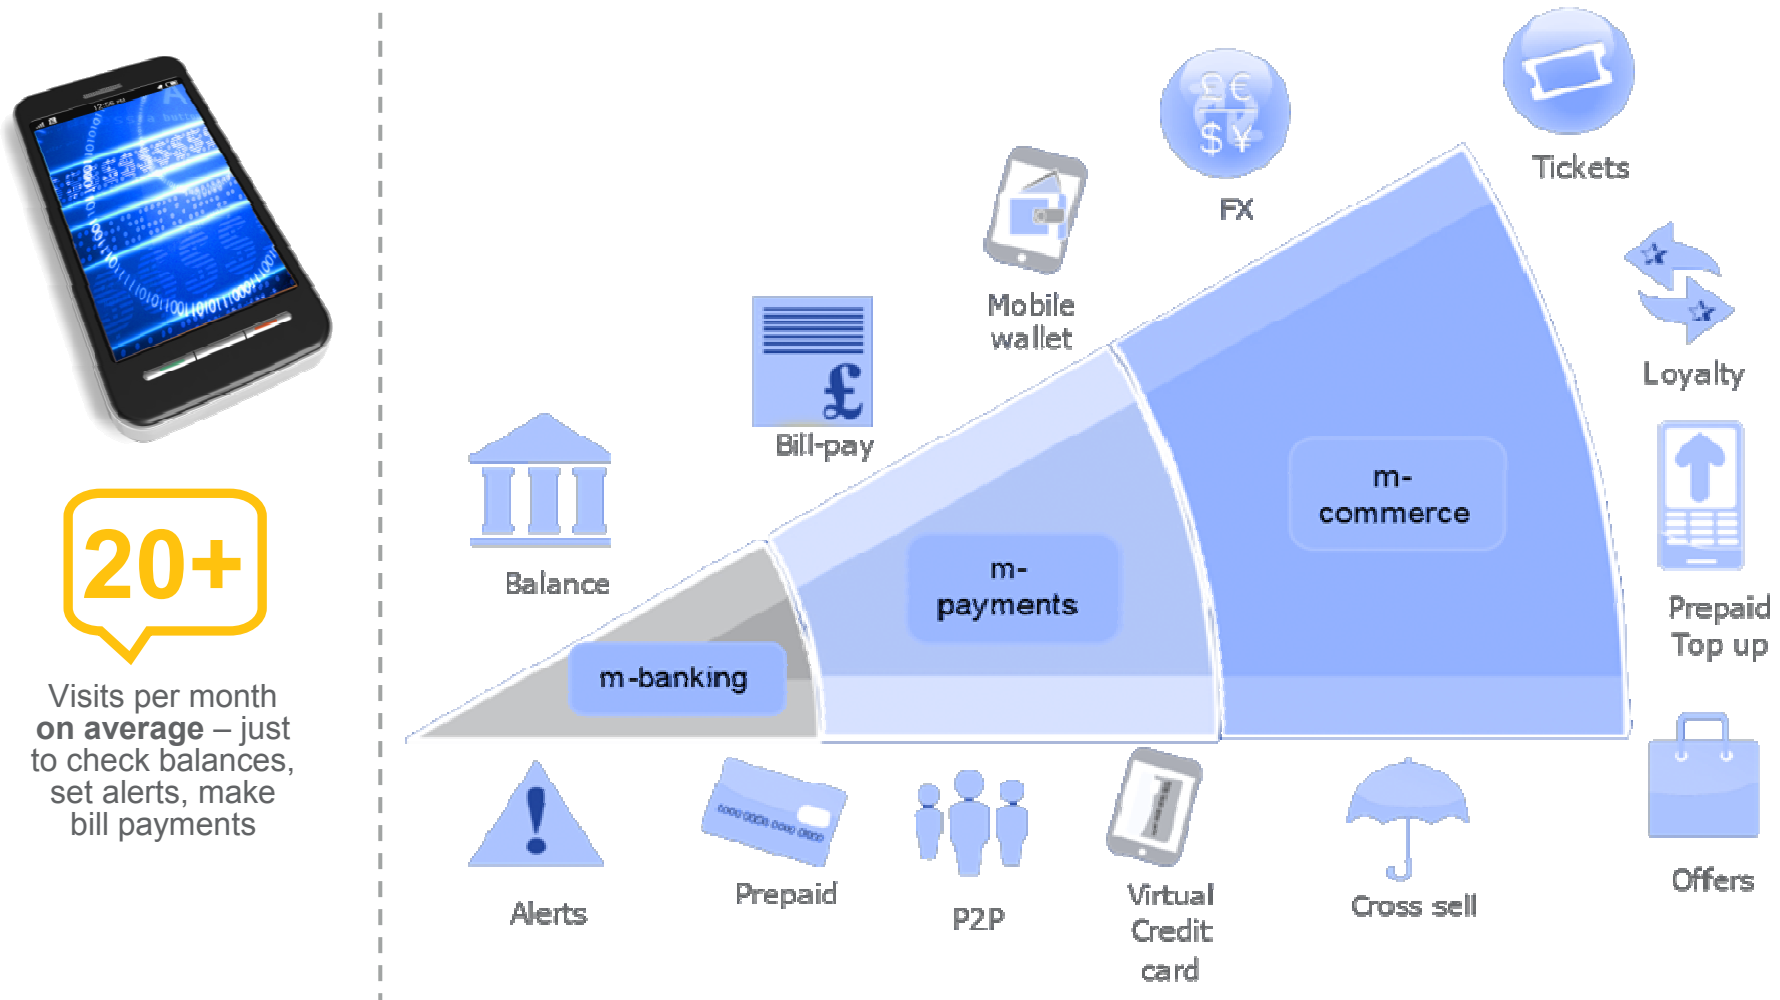 20+
Visits per month
on average – just
to check balances,
set alerts, make
bill payments
Tickets
FX
Mobile
wallet
Loyalty
Bill-pay
m-
commerce
Balance
m-
payments
Prepaid
Top up
m-banking
Offers
Alerts
Prepaid
P2P
Virtual
Credit
card
Cross sell
£ €
$ ¥
£